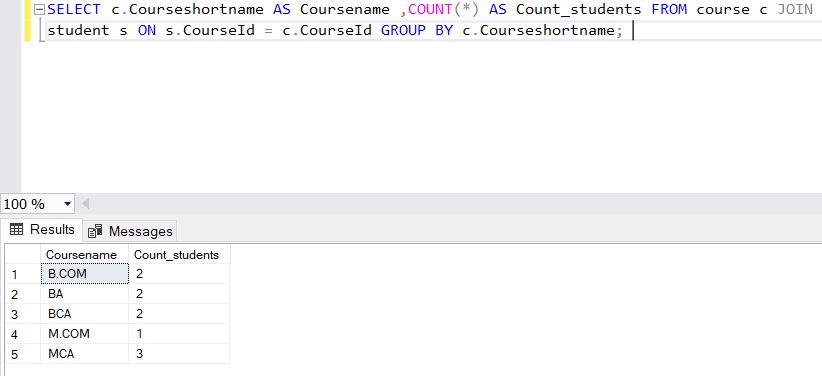 SELECT c.Courseshortname AS Coursename ,COUNT(*) AS Count_students FROM course c JOIN
student s ON s.CourseId = c.CourseId GROUP BY c.Courseshortname;
100 %
Results Messages
Coursename Count_students
1 B.COM 2
2 BA 2
3 BCA 2
4 M.COM 1
5 MCA 3